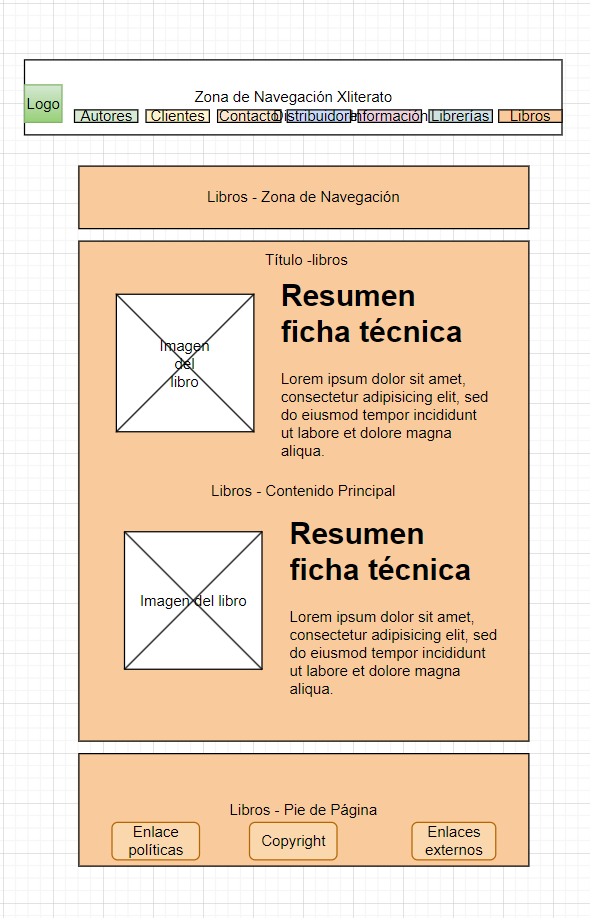 Zona de Navegación Xliterato
Logo
Autores Clientes Contacto Distribuidore Información Librerías Libros
Libros - Zona de Navegación
Título -libros
Resumen
ficha técnica
Imagen
del
libro
Lorem ipsum dolor sit amet,
consectetur adipisicing elit, sed
do eiusmod tempor incididunt
ut labore et dolore magna
aliqua.
Libros - Contenido Principal
Resumen
ficha técnica
Imagen del libro
Lorem ipsum dolor sit amet,
consectetur adipisicing elit, sed
do eiusmod tempor incididunt
ut labore et dolore magna
aliqua.
Libros - Pie de Página
Enlace
políticas
Copyright
Enlaces
externos